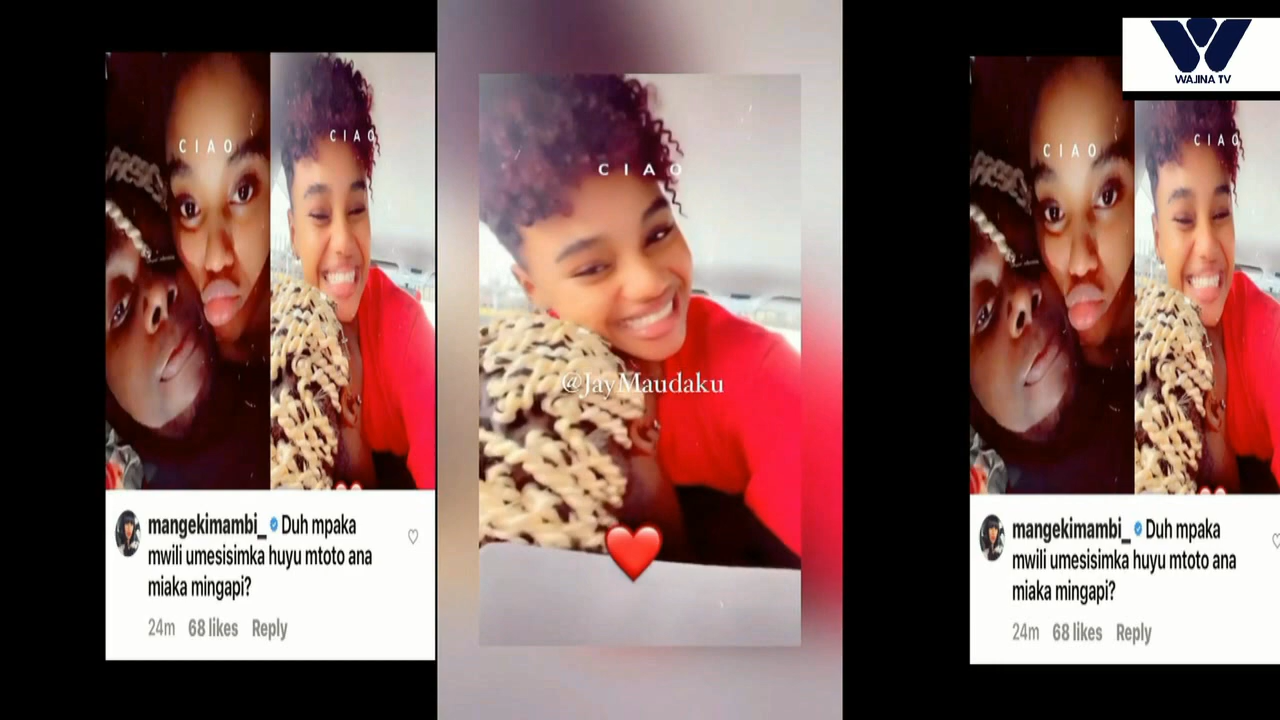 CIAO
CIAO
mangekimambi_ Duh mpaka
mwili umesisimka huyu mtoto ana
miaka mingapi?
24m 68 likes Reply
CIAO
@JayMaudaku
WAJINA TV
CIAO
CIAO
mangekimambi_ Duh mpaka
mwili umesisimka huyu mtoto ana
miaka mingapi?
24m 68 likes Reply